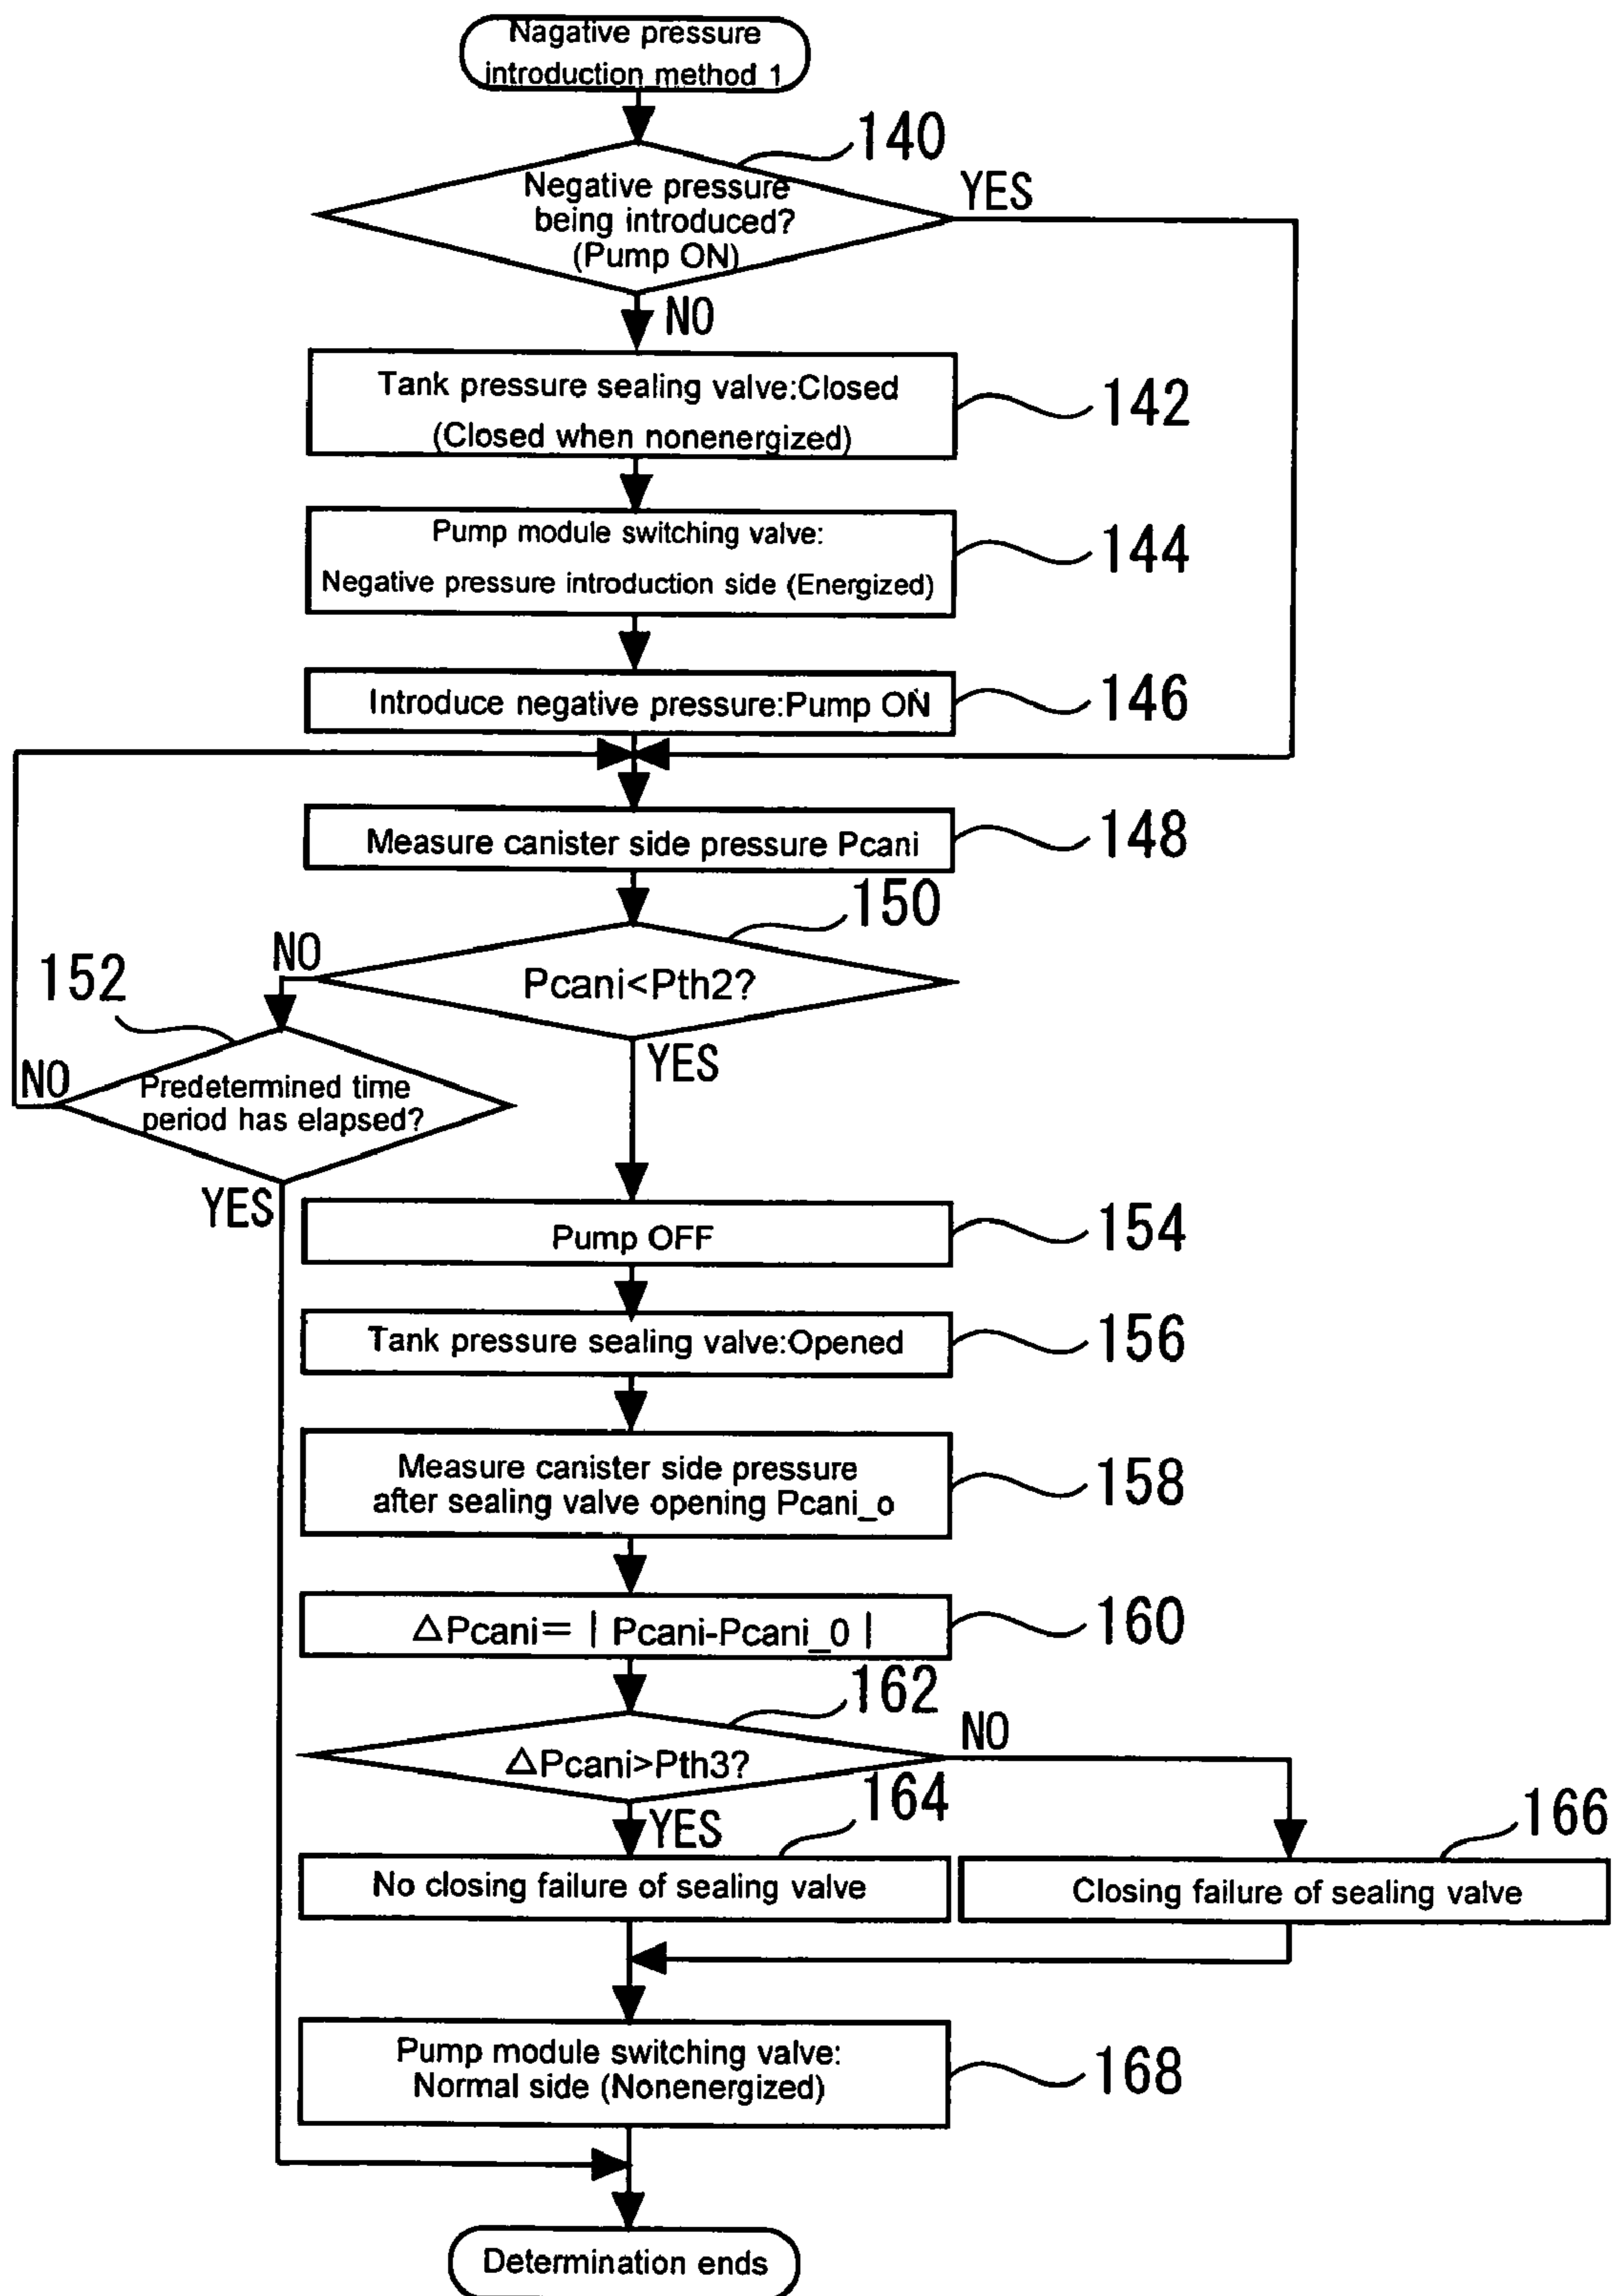 Nagative pressure
introduction method 1
140
Negative pressure
being introduced?
(Pump ON)
YES
NO
Tank pressure sealing valve:Closed
(Closed when nonenergized)
142
Pump module switching valve:
Negative pressure introduction side (Energized)
144
Introduce negative pressure:Pump ON
146
Measure canister side pressure Pcani
148
150
Pcani<Pth2?
NO
YES
152
Predetermined time
period has elapsed?
NO
YES
Pump OFF
154
Tank pressure sealing valve:Opened
156
Measure canister side pressure
after sealing valve opening Pcani_o
158
△Pcani=|Pcani-Pcani_0|
160
162
△Pcani>Pth3?
NO
YES
164
No closing failure of sealing valve
166
Closing failure of sealing valve
Pump module switching valve:
Normal side (Nonenergized)
168
Determination ends